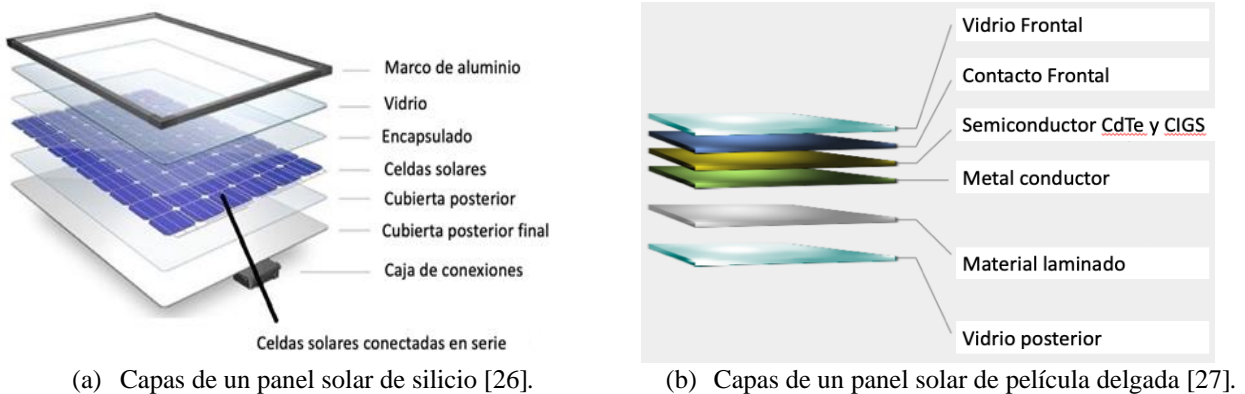 Marco de aluminio
Vidrio
Encapsulado
Celdas solares
Cubierta posterior
Cubierta posterior final
Caja de conexiones
Celdas solares conectadas en serie
(a) Capas de un panel solar de silicio [26].
Vidrio Frontal
Contacto Frontal
Semiconductor CdTe y CIGS
Metal conductor
Material laminado
Vidrio posterior
(b) Capas de un panel solar de película delgada [27].